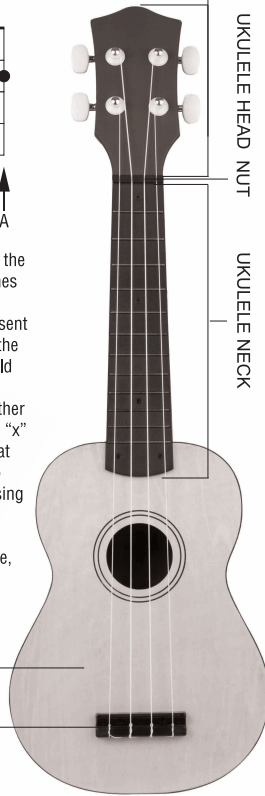 UKULELE HEAD
NUT
UKULELE NECK
A
the
nes
sent
the
ld
ther
"x"
at
sing
e,